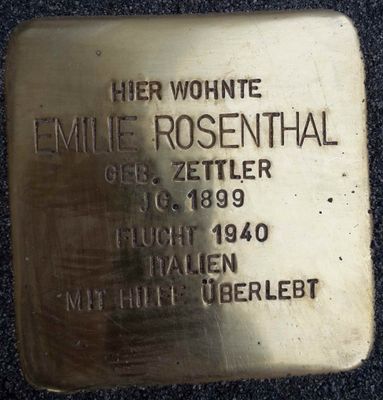 HIER WOHNTE
EMILIE ROSENTHAL
GEB. ZETTLER
JG. 1899
FLUCHT 1940
ITALIEN
MIT HILFE ÜBERLEBT